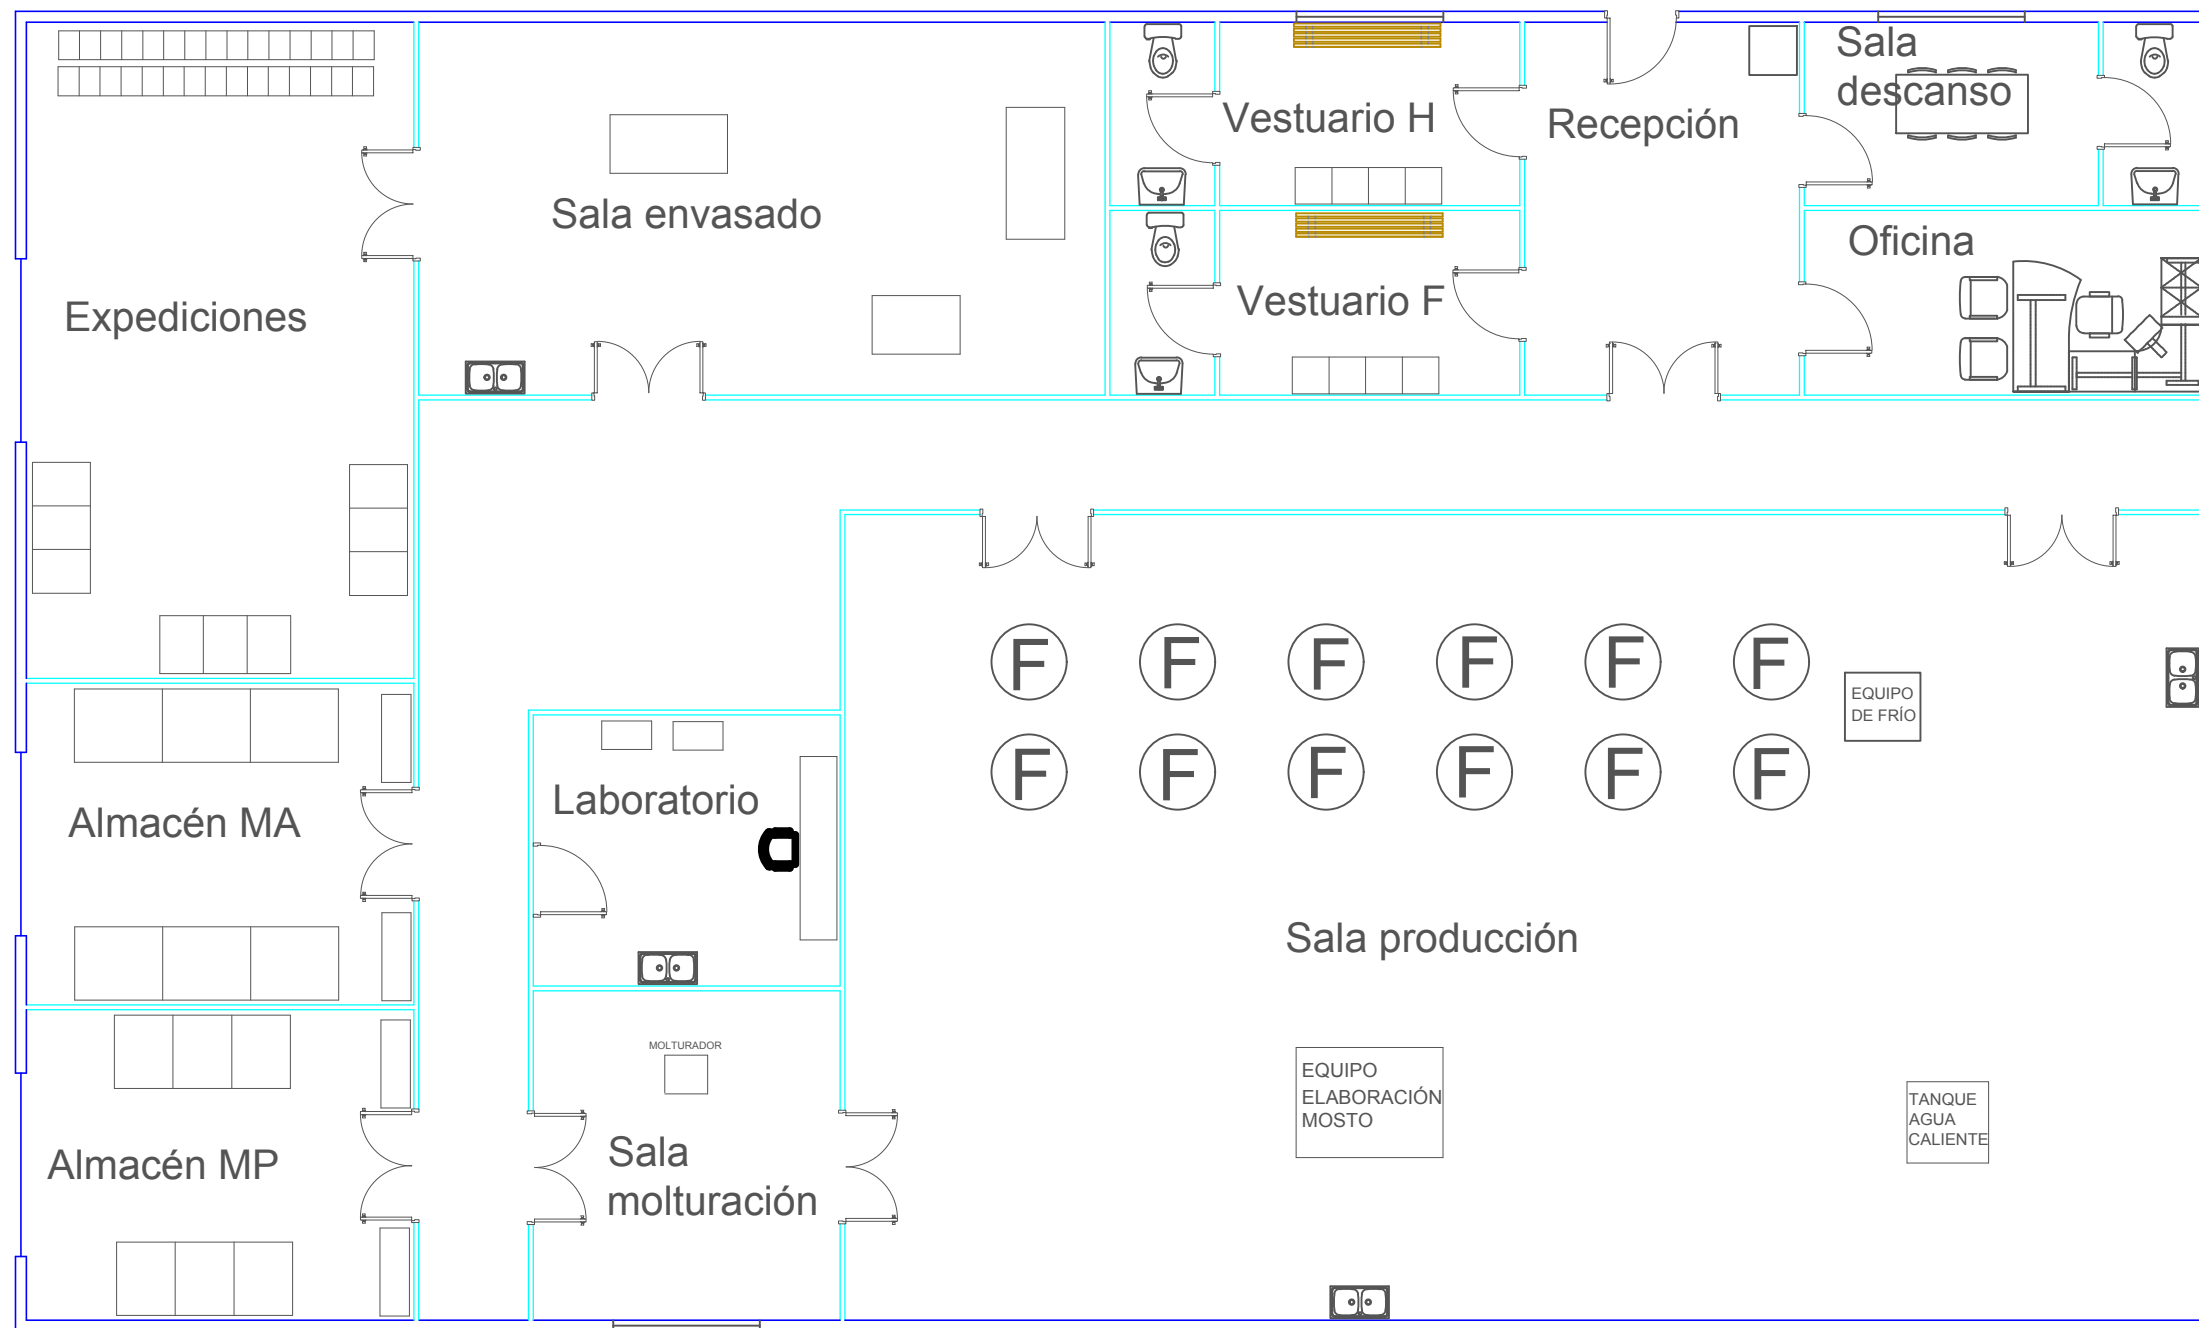 Sala
descanso
Vestuario H
Recepción
Sala envasado
Oficina
Expediciones
Vestuario F
F F F F F F
EQUIPO
DE FRÍO
F F F F F F
Laboratorio
Almacén MA
Sala producción
MOLTURADOR
EQUIPO
ELABORACIÓN
MOSTO
TANQUE
AGUA
CALIENTE
Almacén MP
Sala
molturación